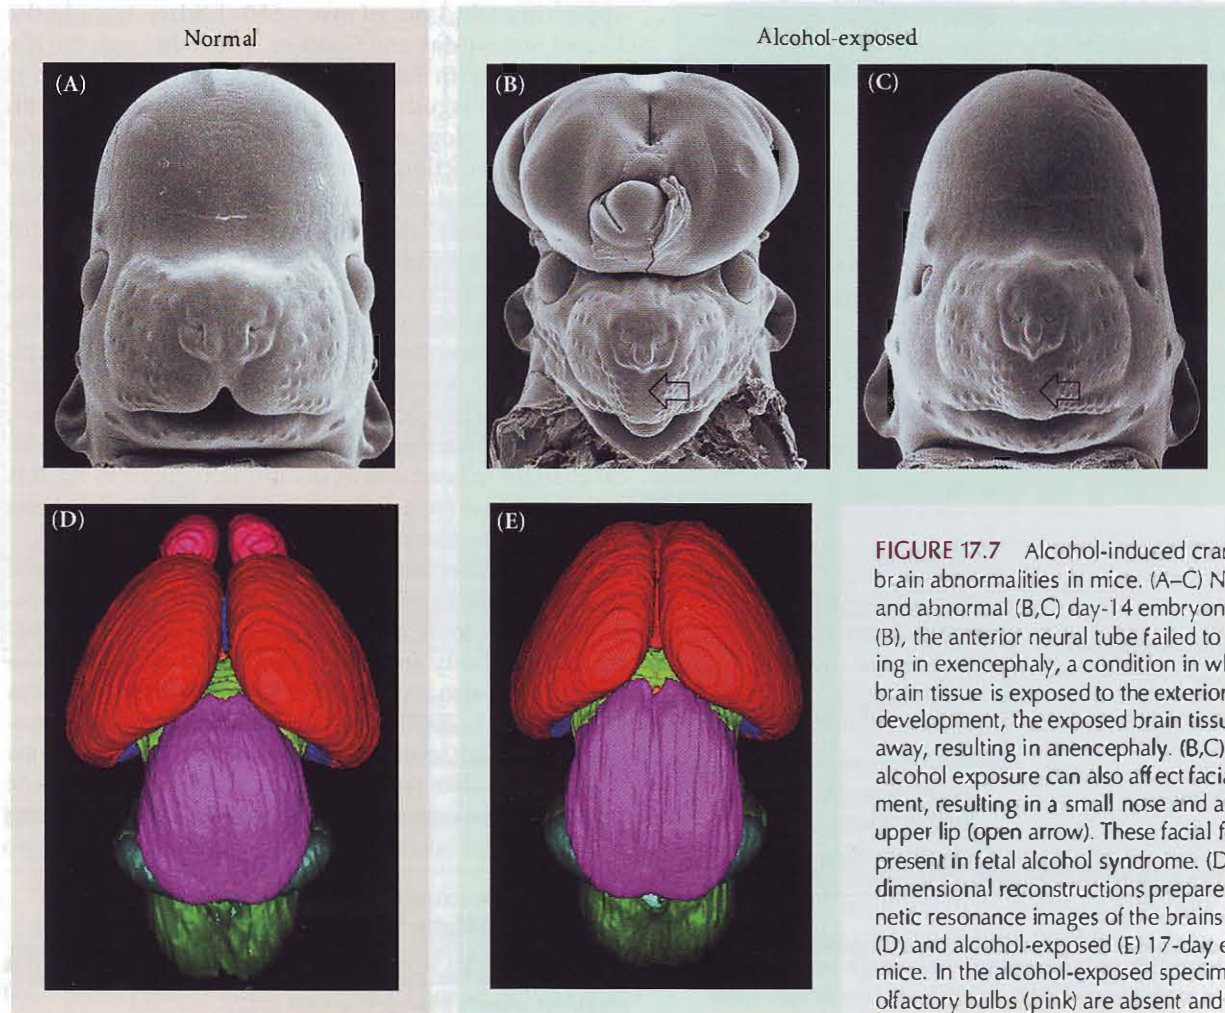 Normal
Alcohol-exposed
(A)
(B)
(C)
(D)
(E)
FIGURE 17.7 Alcohol-induced cran
brain abnormalities in mice. (A–C) N
and abnormal (B,C) day-14 embryon
(B), the anterior neural tube failed to
ing in exencephaly, a condition in wh
brain tissue is exposed to the exterior
development, the exposed brain tissu
away, resulting in anencephaly. (B,C)
alcohol exposure can also affect facia
ment, resulting in a small nose and a
upper lip (open arrow). These facial f
present in fetal alcohol syndrome. (D
dimensional reconstructions prepare
netic resonance images of the brains
(D) and alcohol-exposed (E) 17-day e
mice. In the alcohol-exposed specim
olfactory bulbs (pink) are absent and